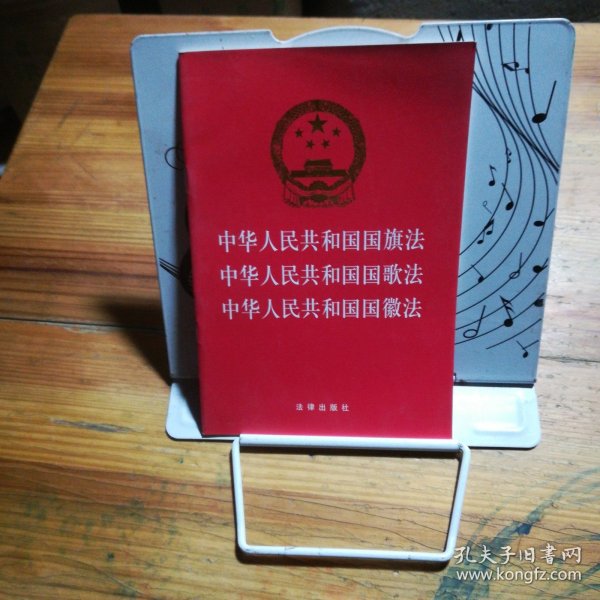 中华人民共和国国旗法
中华人民共和国国歌法
中华人民共和国国徽法
法律出版社
孔夫子旧書网
www.kongfz.com